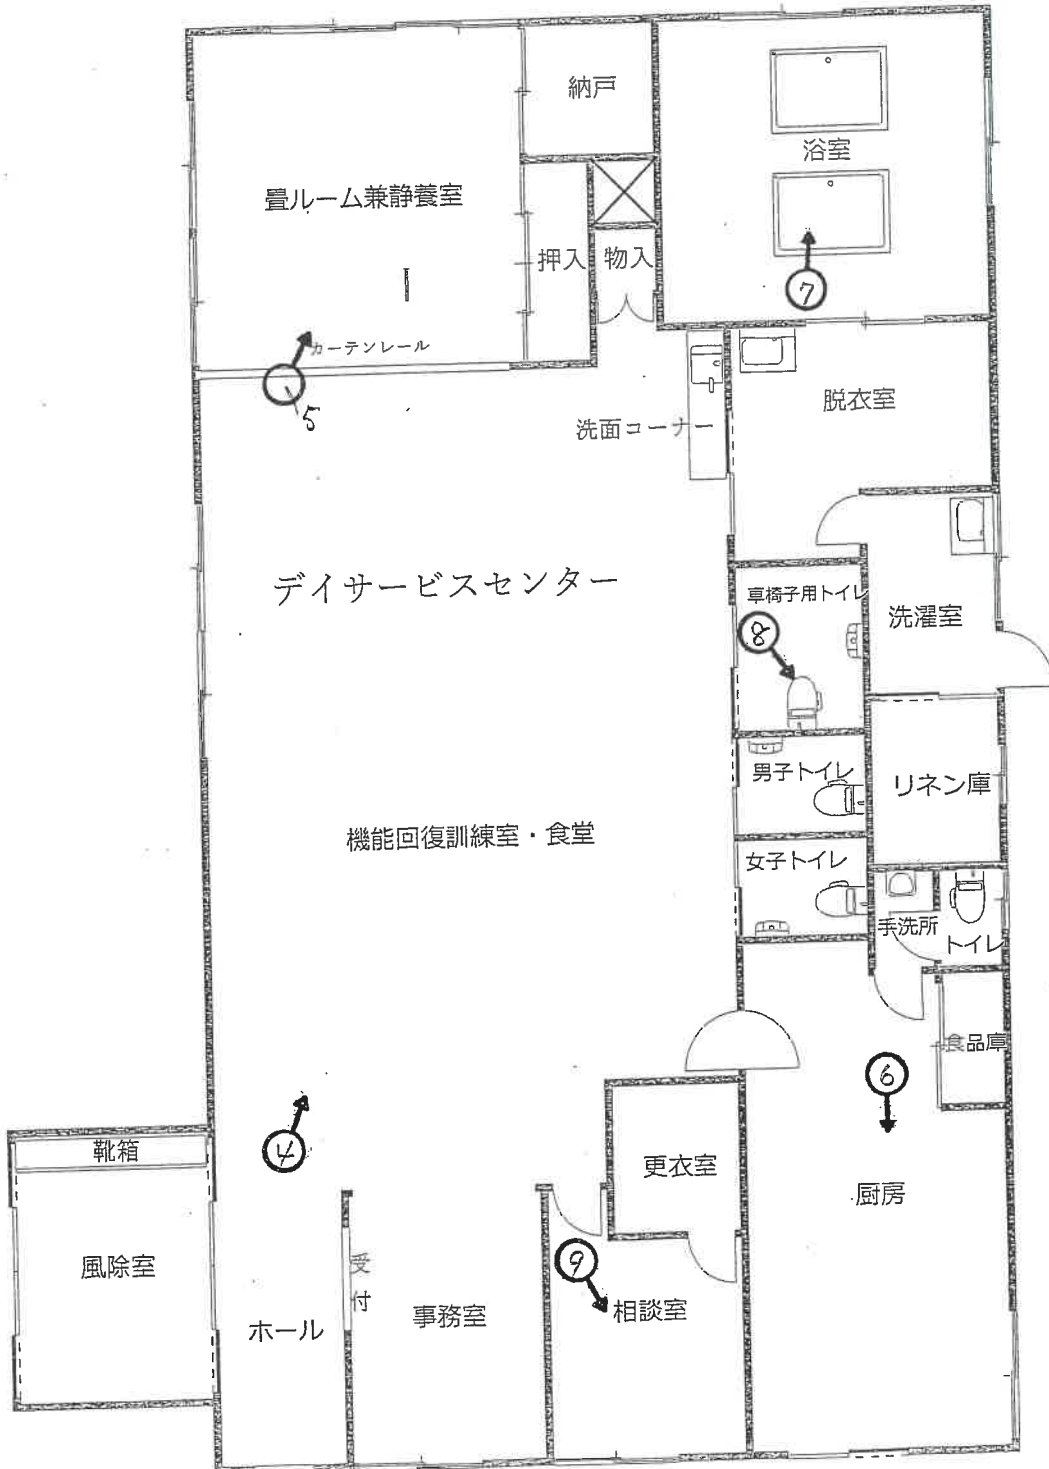 納戸
浴室
畳ルーム兼静養室
押入
物入
⑦
カーテンレール
5
脱衣室
洗面コーナー
デイサービスセンター
車椅子用トイレ
洗濯室
⑧
男子トイレ
リネン庫
機能回復訓練室・食堂
女子トイレ
手洗所
トイレ
食品庫
⑥
④
靴箱
更衣室
厨房
風除室
受付
⑨
相談室
事務室
ホール